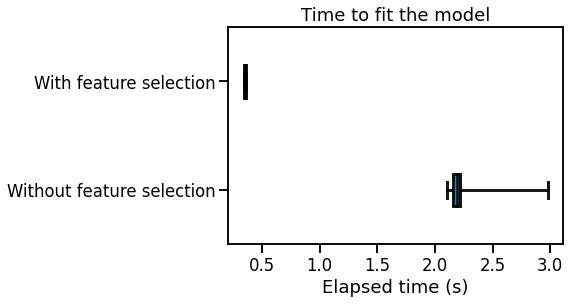 Time to fit the model
With feature selection
Without feature selection
0.5 1.0 1.5 2.0 2.5 3.0
Elapsed time (s)